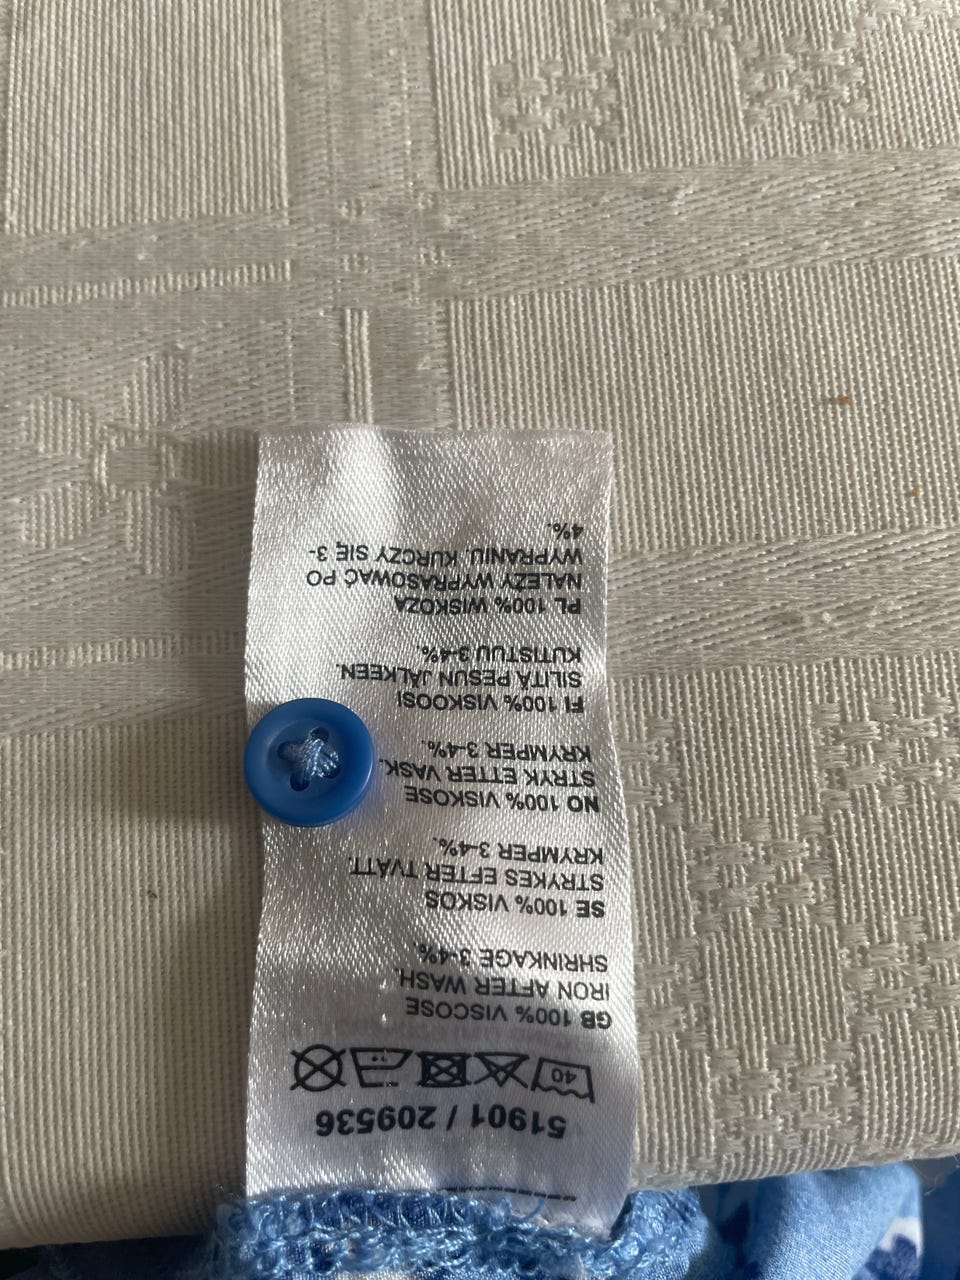 51901 / 209536
40
GB 100% VISCOSE
IRON AFTER WASH.
SHRINKAGE 3-4%.
SE 100% VISKOS
STRYKES EFTER TVÄTT.
KRYMPER 3-4%.
NO 100% VISKOSE
STRYK ETTER VASK.
KRYMPER 3-4%.
FI 100% VISKOOSI
SILITÄ PESUN JÄLKEEN.
KUTISTUU 3-4%.
PL 100% WISKOZA
NALEŻY WYPRASOWAĆ PO
WYPRANIU. KURCZY SIĘ 3-
4%.